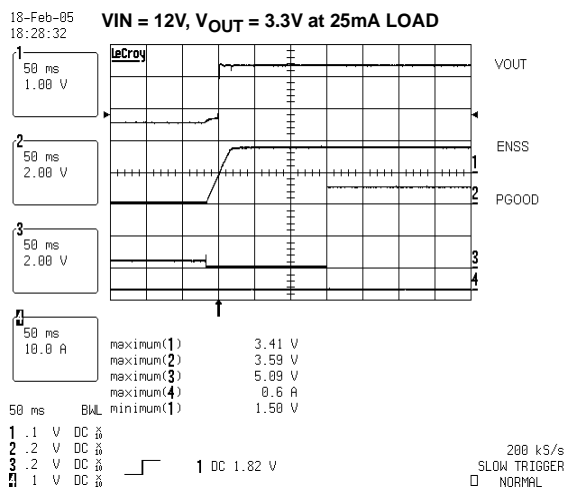 18-Feb-05
18:28:32
VIN = 12V, VOUT = 3.3V at 25mA LOAD
LeCroy
1
50 ms
1.00 V
VOUT
2
50 ms
2.00 V
ENSS
1
2
PGOOD
3
50 ms
2.00 V
3
4
4
50 ms
10.0 A
maximum(1) 3.41 V
maximum(2) 3.59 V
maximum(3) 5.09 V
maximum(4) 0.6 A
minimum(1) 1.50 V
50 ms BWL
1 .1 V DC
2 .2 V DC
3 .2 V DC
4 1 V DC
1 DC 1.82 V
200 kS/s
SLOW TRIGGER
NORMAL